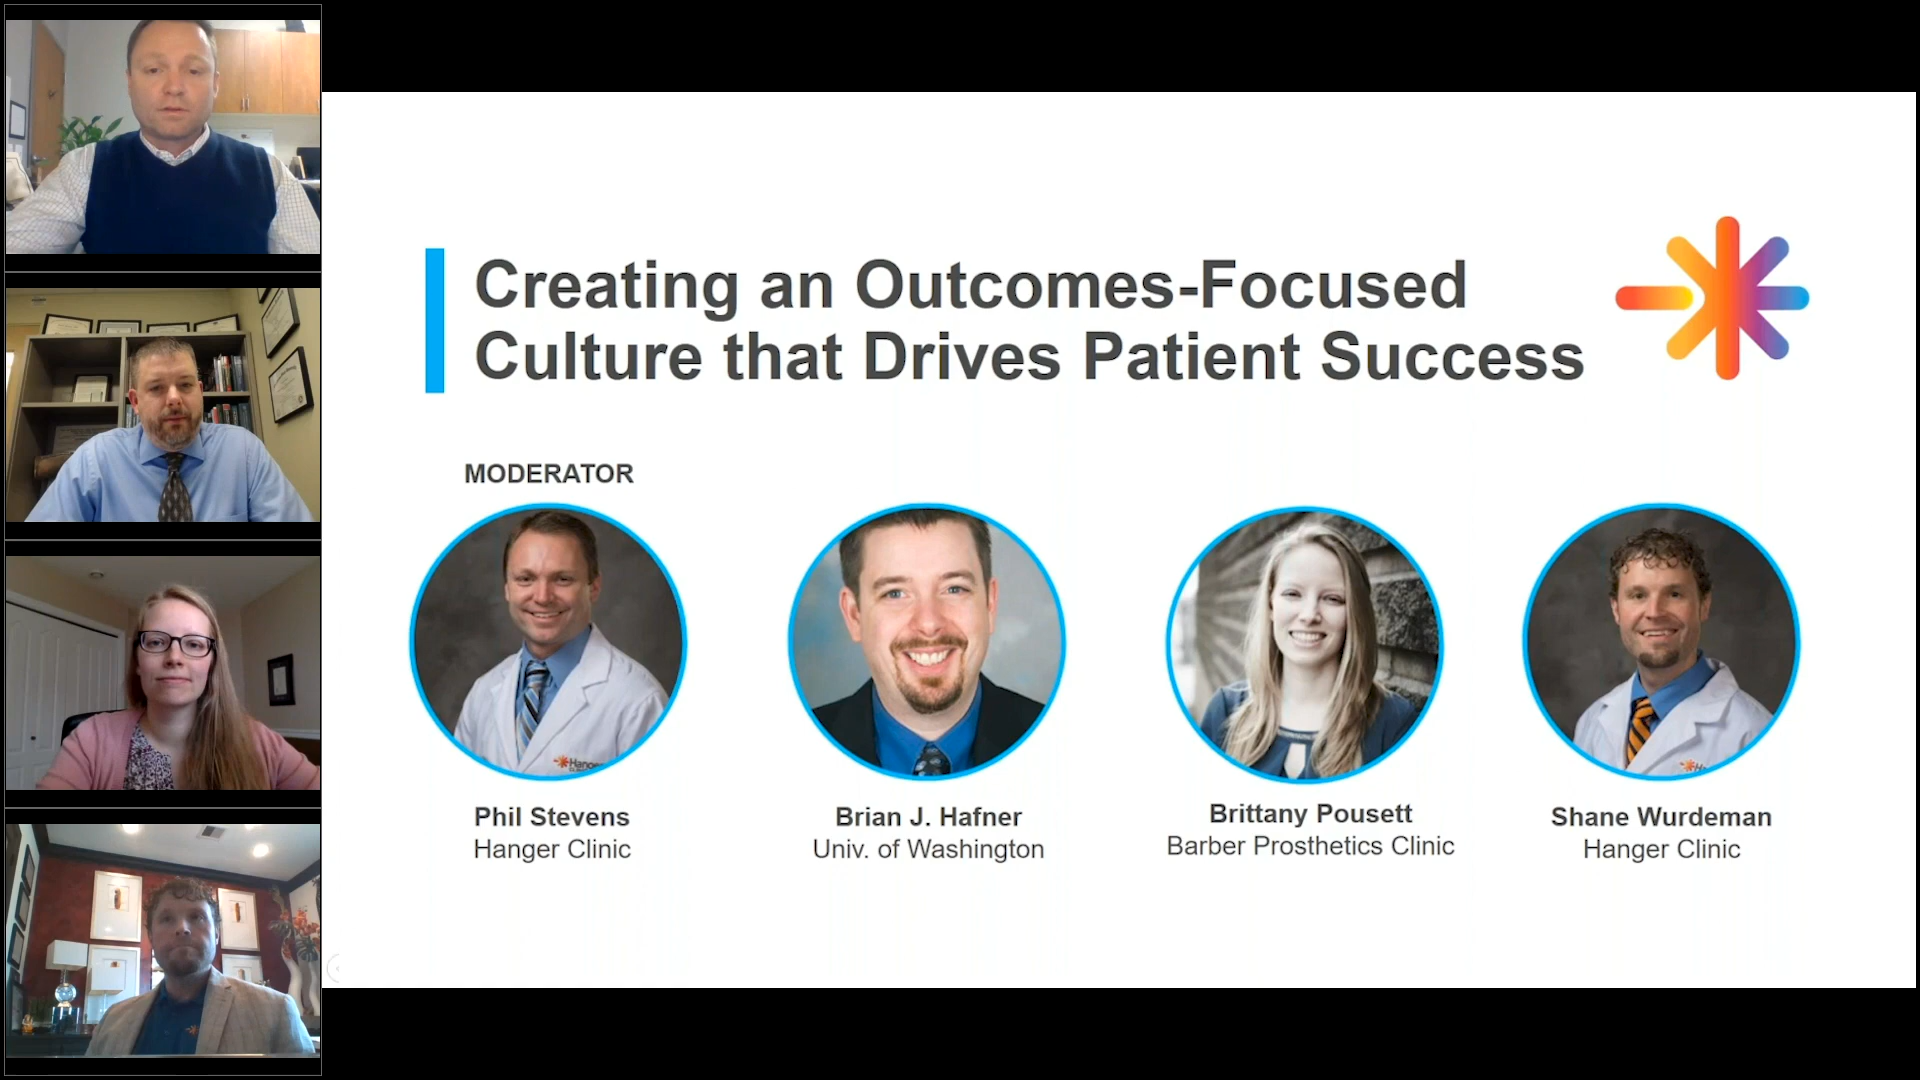 Creating an Outcomes-Focused
Culture that Drives Patient Success
MODERATOR
Phil Stevens
Hanger Clinic
Brian J. Hafner
Univ. of Washington
Brittany Pousett
Barber Prosthetics Clinic
Shane Wurdeman
Hanger Clinic